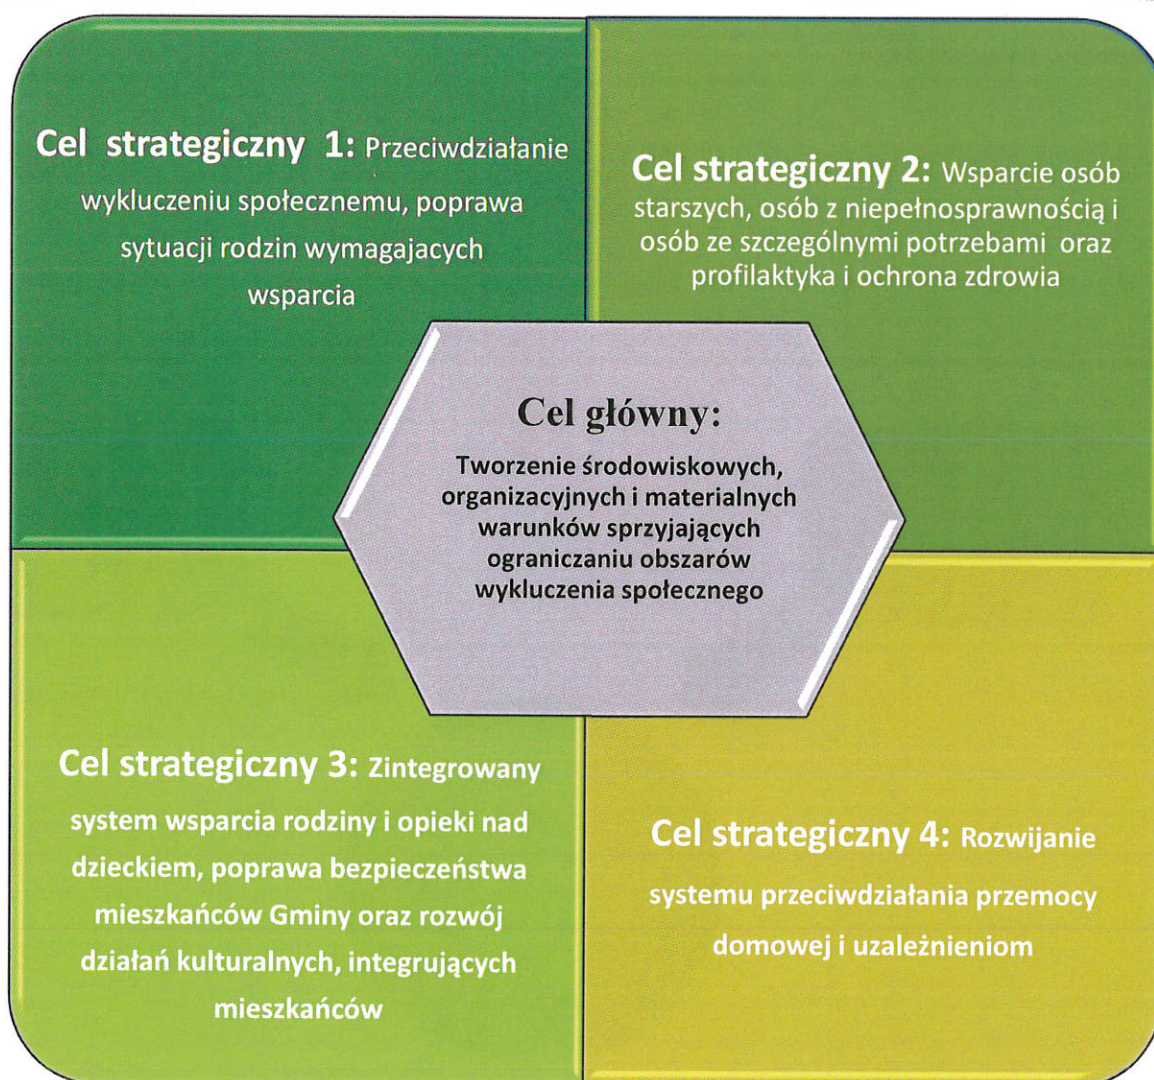 Cel strategiczny 1: Przeciwdziałanie
wykluczeniu społecznemu, poprawa
sytuacji rodzin wymagajacych
wsparcia
Cel strategiczny 2: Wsparcie osób
starszych, osób z niepełnosprawnością i
osób ze szczególnymi potrzebami oraz
profilaktyka i ochrona zdrowia
Cel główny:
Tworzenie środowiskowych,
organizacyjnych i materialnych
warunków sprzyjających
ograniczaniu obszarów
wykluczenia społecznego
Cel strategiczny 3: Zintegrowany
system wsparcia rodziny i opieki nad
dzieckiem, poprawa bezpieczeństwa
mieszkańców Gminy oraz rozwój
działań kulturalnych, integrujących
mieszkańców
Cel strategiczny 4: Rozwijanie
systemu przeciwdziałania przemocy
domowej i uzależnieniom